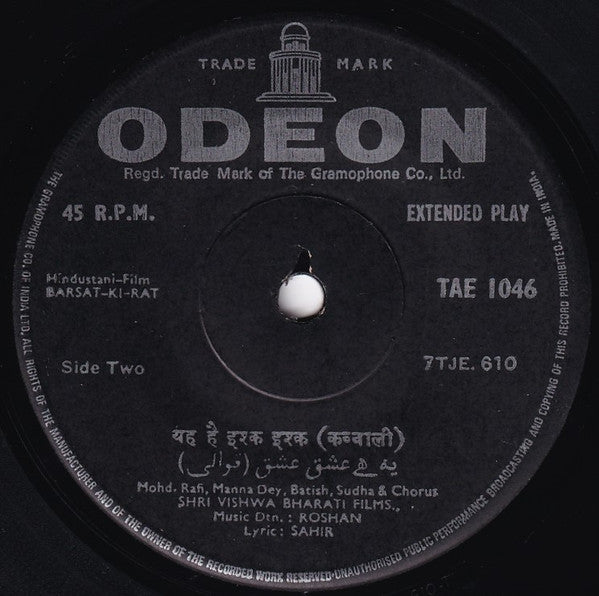 TRADE MARK
ODEON
Regd. Trade Mark of The Gramophone Co., Ltd.
45 R.P.M.
EXTENDED PLAY
Hindustani-Film
BARSAT-KI-RAT
TAE 1046
Side Two
7TJE. 610
यह है इश्क इश्क (कव्वाली)
یہ ہے عشق عشق (قوالی)
Mohd. Rafi, Manna Dey, Batish, Sudha & Chorus
SHRI VISHWA BHARATI FILMS.
Music Dtn.: ROSHAN
Lyric: SAHIR
THE GRAMOPHONE CO. OF INDIA LTD. ALL RIGHTS OF THE MANUFACTURER AND OF THE OWNER OF THE RECORDED WORK RESERVED·UNAUTHORISED PUBLIC PERFORMANCE BROADCASTING AND COPYING OF THIS RECORD PROHIBITED. MADE IN INDIA.